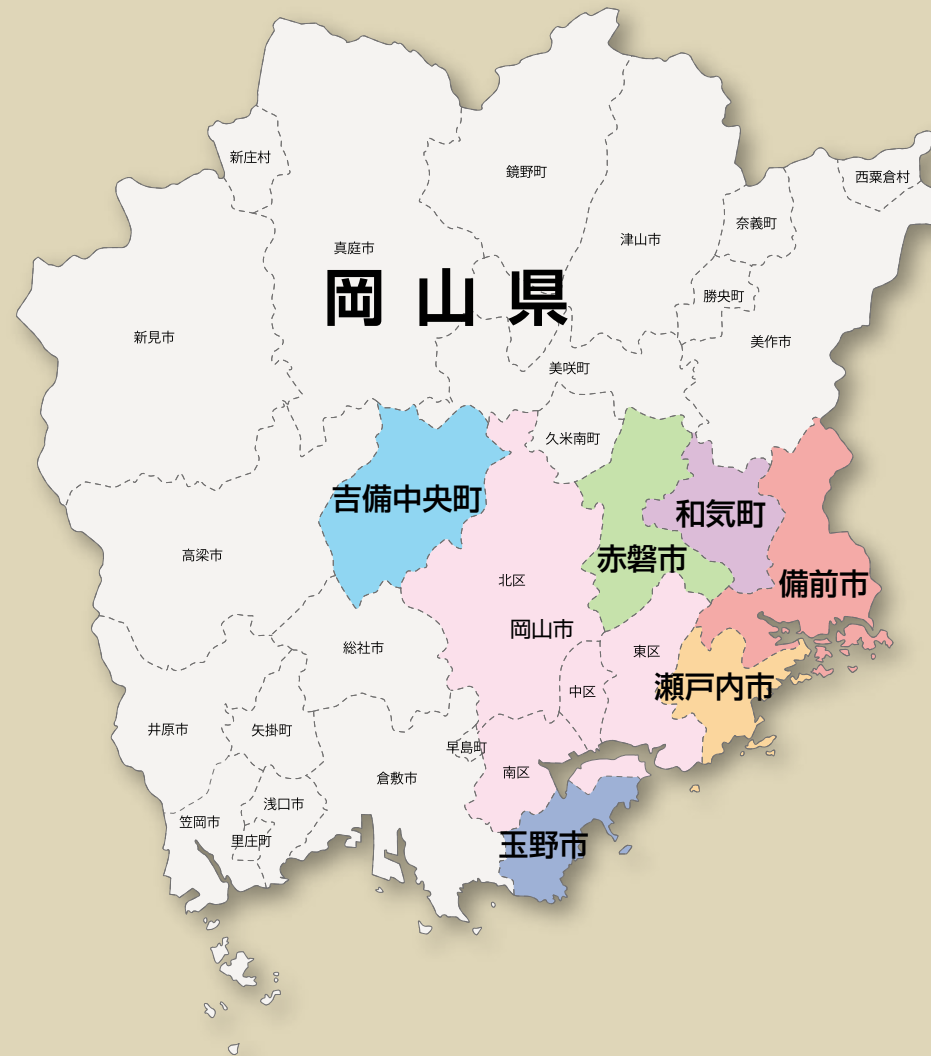 新庄村
鏡野町
西粟倉村
奈義町
津山市
真庭市
岡山県
勝央町
新見市
美作市
美咲町
久米南町
吉備中央町
和気町
高梁市
赤磐市
北区
備前市
岡山市
総社市
東区
瀬戸内市
中区
井原市
矢掛町
早島町
南区
倉敷市
浅口市
笠岡市
里庄町
玉野市